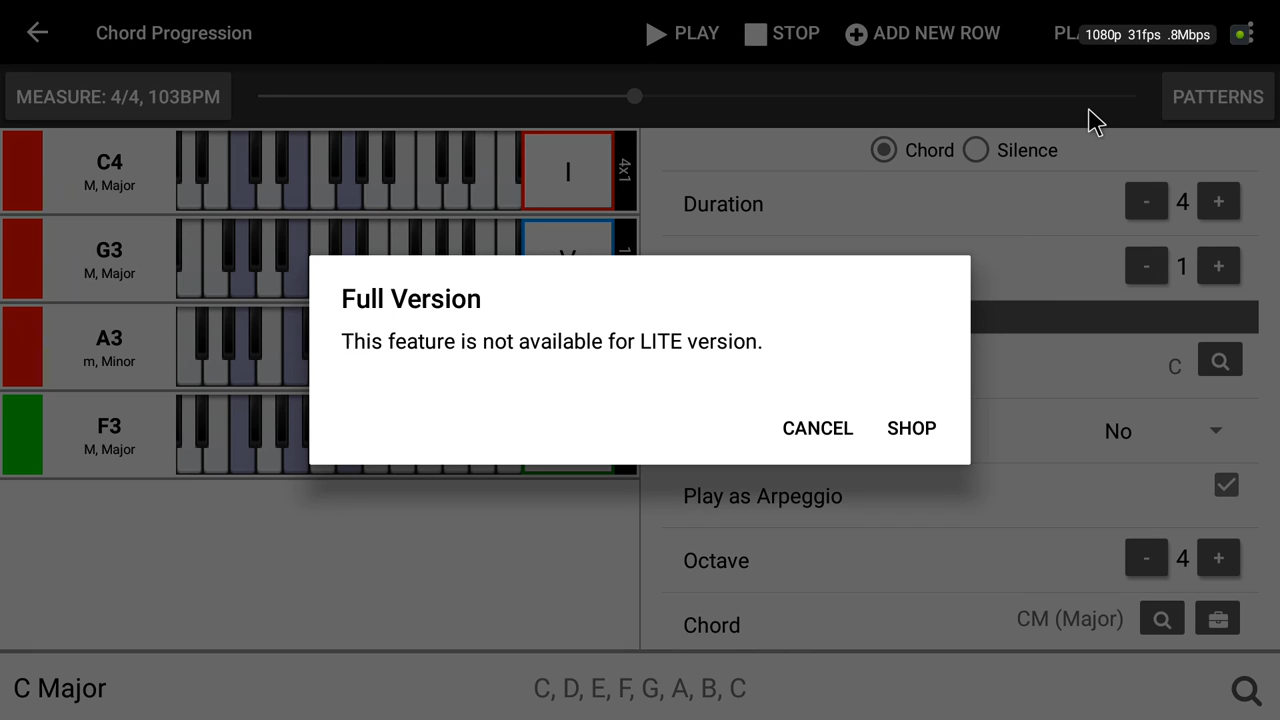 Chord Progression
PLAY
STOP
ADD NEW ROW
1080p 31fps .8Mbps
MEASURE: 4/4, 103BPM
PATTERNS
C4
M, Major
I
4x1
Chord
Silence
Duration
- 4 +
G3
M, Major
- 1 +
Full Version
This feature is not available for LITE version.
CANCEL
SHOP
A3
m, Minor
C
No
F3
M, Major
Play as Arpeggio
Octave
- 4 +
Chord
CM (Major)
C Major
C, D, E, F, G, A, B, C